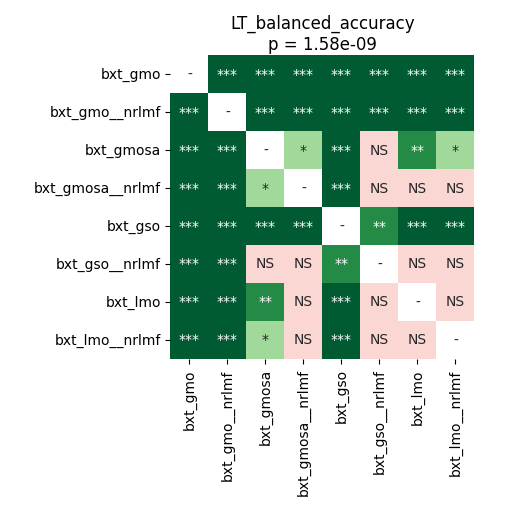 LT_balanced_accuracy
p = 1.58e-09
bxt_gmo - *** *** *** *** *** *** ***
bxt_gmo__nrlmf *** - *** *** *** *** *** ***
bxt_gmosa *** *** - * *** NS ** *
bxt_gmosa__nrlmf *** *** * - *** NS NS NS
bxt_gso *** *** *** *** - ** *** ***
bxt_gso__nrlmf *** *** NS NS ** - NS NS
bxt_lmo *** *** ** NS *** NS - NS
bxt_lmo__nrlmf *** *** * NS *** NS NS -
bxt_gmo
bxt_gmo__nrlmf
bxt_gmosa
bxt_gmosa__nrlmf
bxt_gso
bxt_gso__nrlmf
bxt_lmo
bxt_lmo__nrlmf